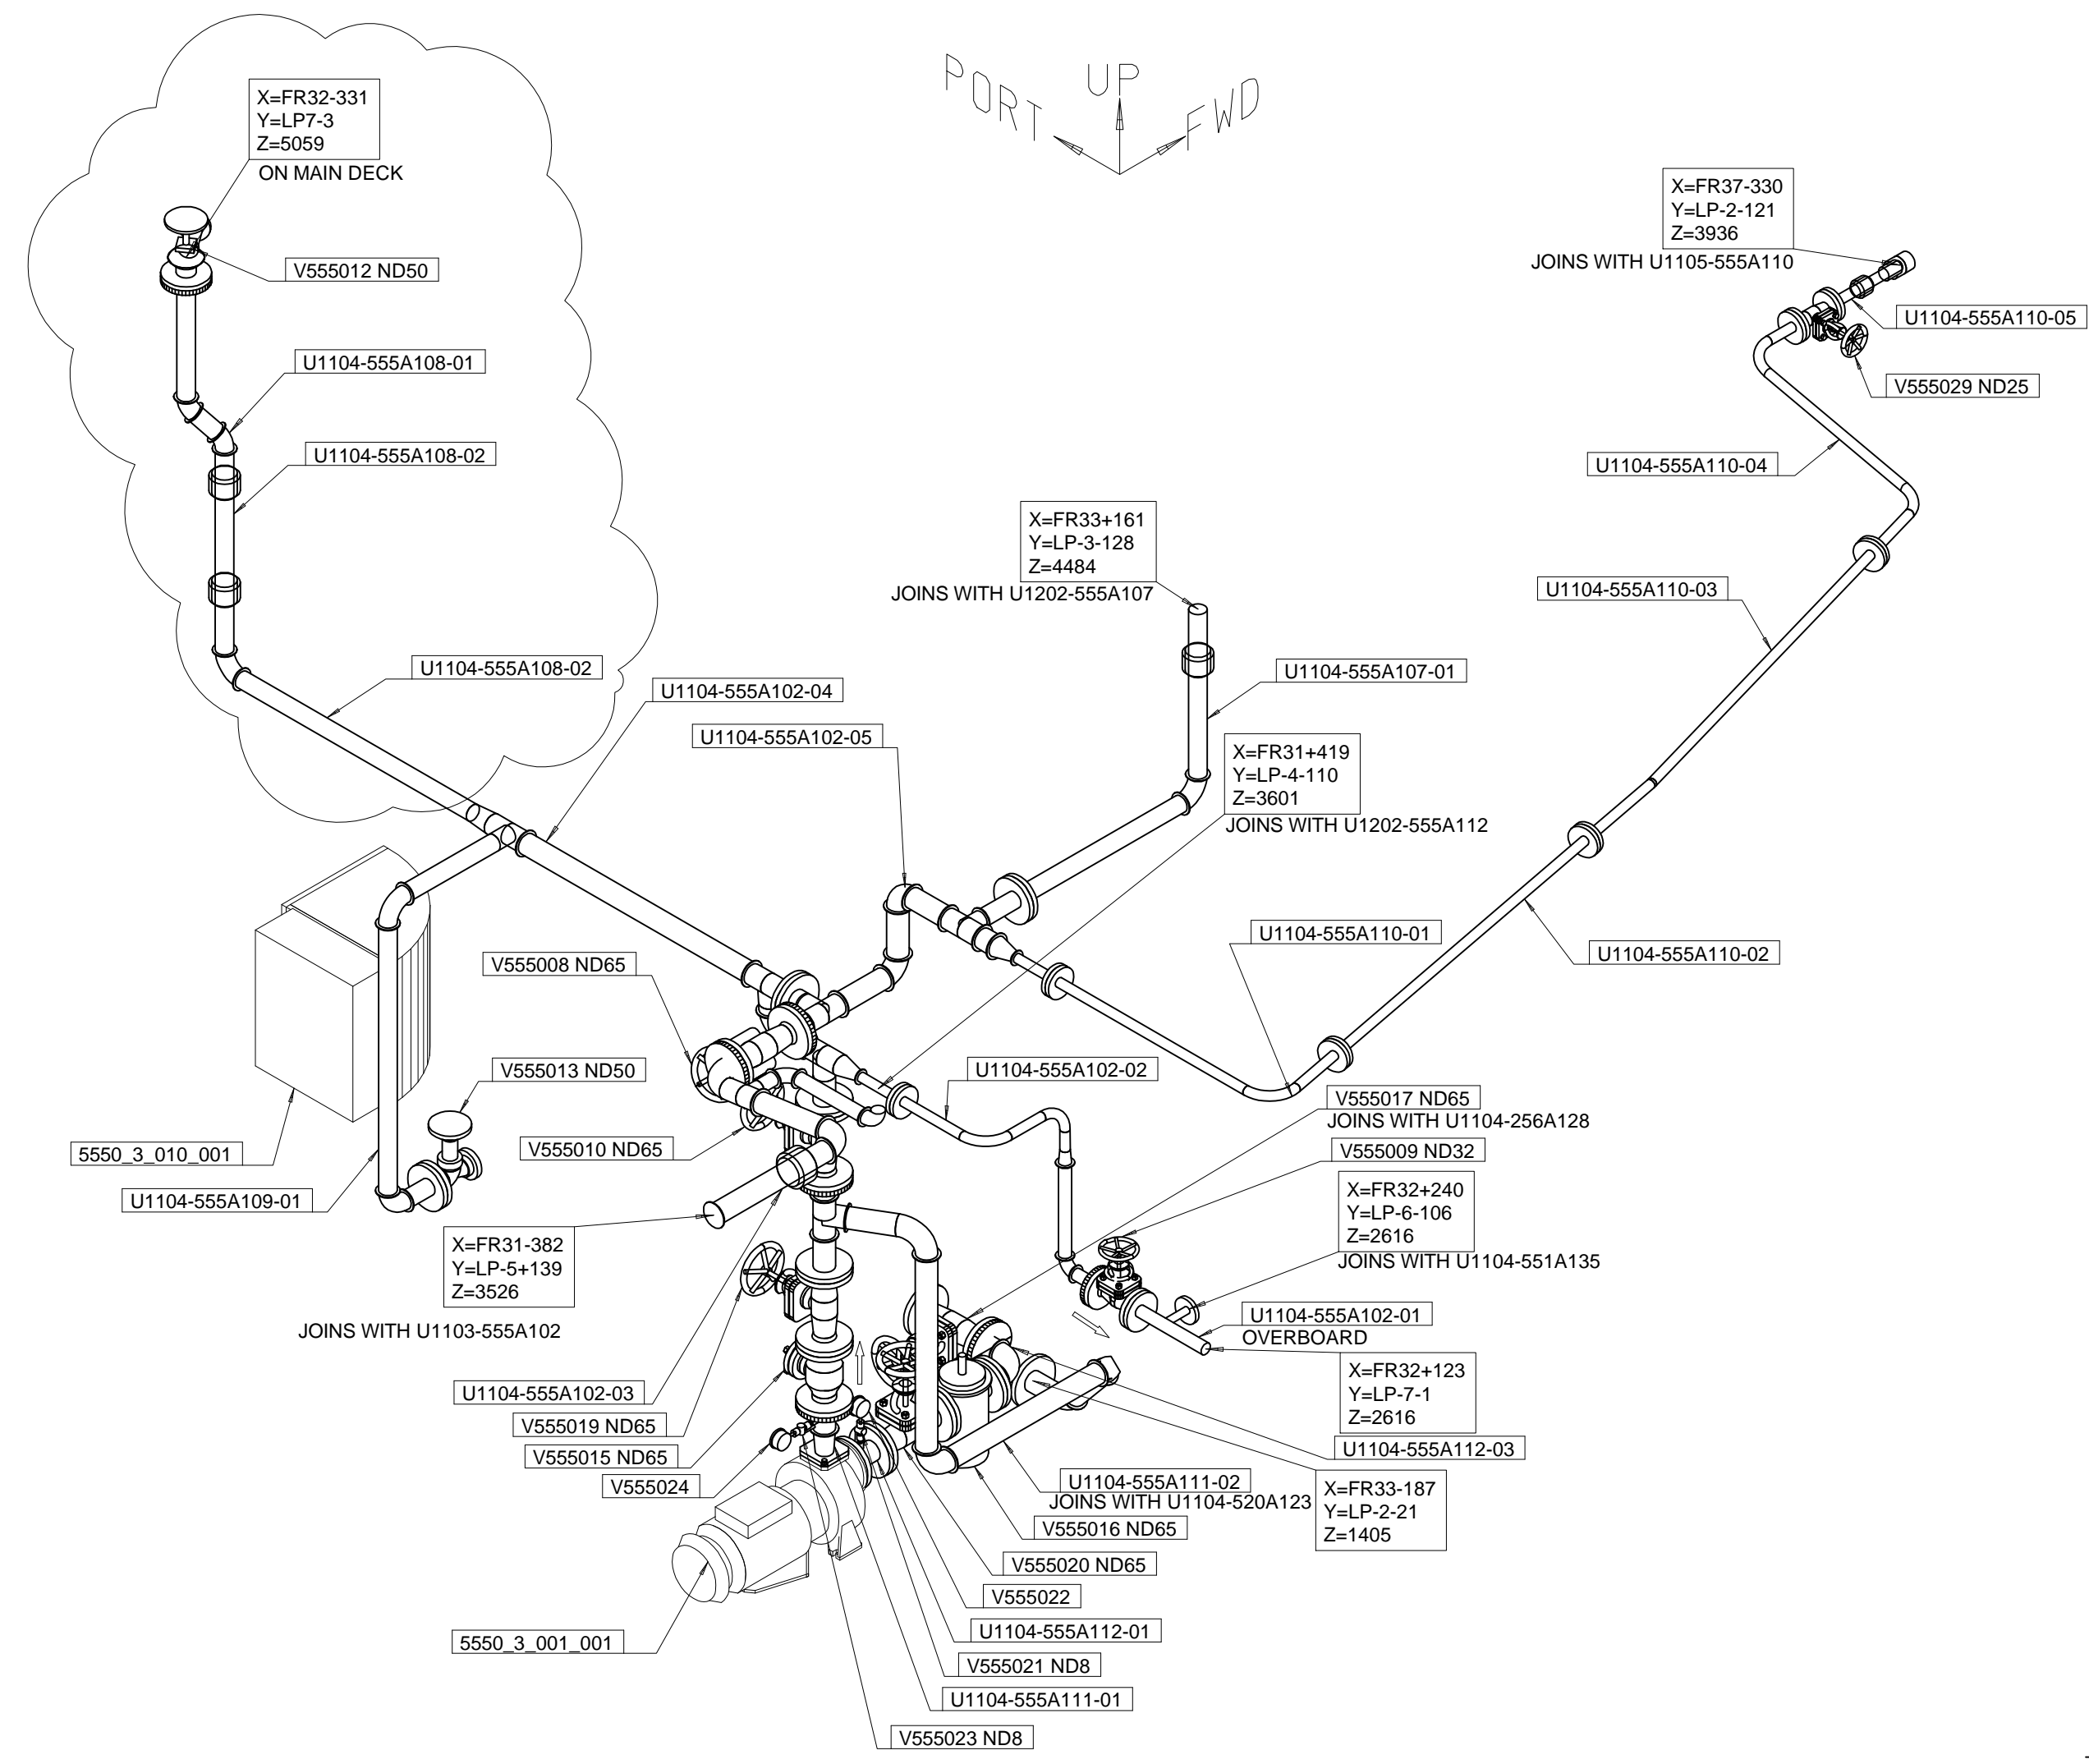 PORT
UP
FWD
X=FR32-331
Y=LP7-3
Z=5059
ON MAIN DECK
V555012 ND50
U1104-555A108-01
U1104-555A108-02
U1104-555A108-02
X=FR37-330
Y=LP-2-121
Z=3936
JOINS WITH U1105-555A110
U1104-555A110-05
V555029 ND25
U1104-555A110-04
U1104-555A110-03
X=FR33+161
Y=LP-3-128
Z=4484
JOINS WITH U1202-555A107
U1104-555A107-01
U1104-555A102-04
U1104-555A102-05
X=FR31+419
Y=LP-4-110
Z=3601
JOINS WITH U1202-555A112
U1104-555A110-01
U1104-555A110-02
V555008 ND65
V555013 ND50
U1104-555A102-02
V555017 ND65
JOINS WITH U1104-256A128
V555009 ND32
V555010 ND65
5550_3_010_001
U1104-555A109-01
X=FR32+240
Y=LP-6-106
Z=2616
JOINS WITH U1104-551A135
X=FR31-382
Y=LP-5+139
Z=3526
JOINS WITH U1103-555A102
U1104-555A102-01
OVERBOARD
X=FR32+123
Y=LP-7-1
Z=2616
U1104-555A102-03
V555019 ND65
V555015 ND65
V555024
U1104-555A112-03
U1104-555A111-02
JOINS WITH U1104-520A123
X=FR33-187
Y=LP-2-21
Z=1405
V555016 ND65
V555020 ND65
V555022
U1104-555A112-01
5550_3_001_001
V555021 ND8
U1104-555A111-01
V555023 ND8